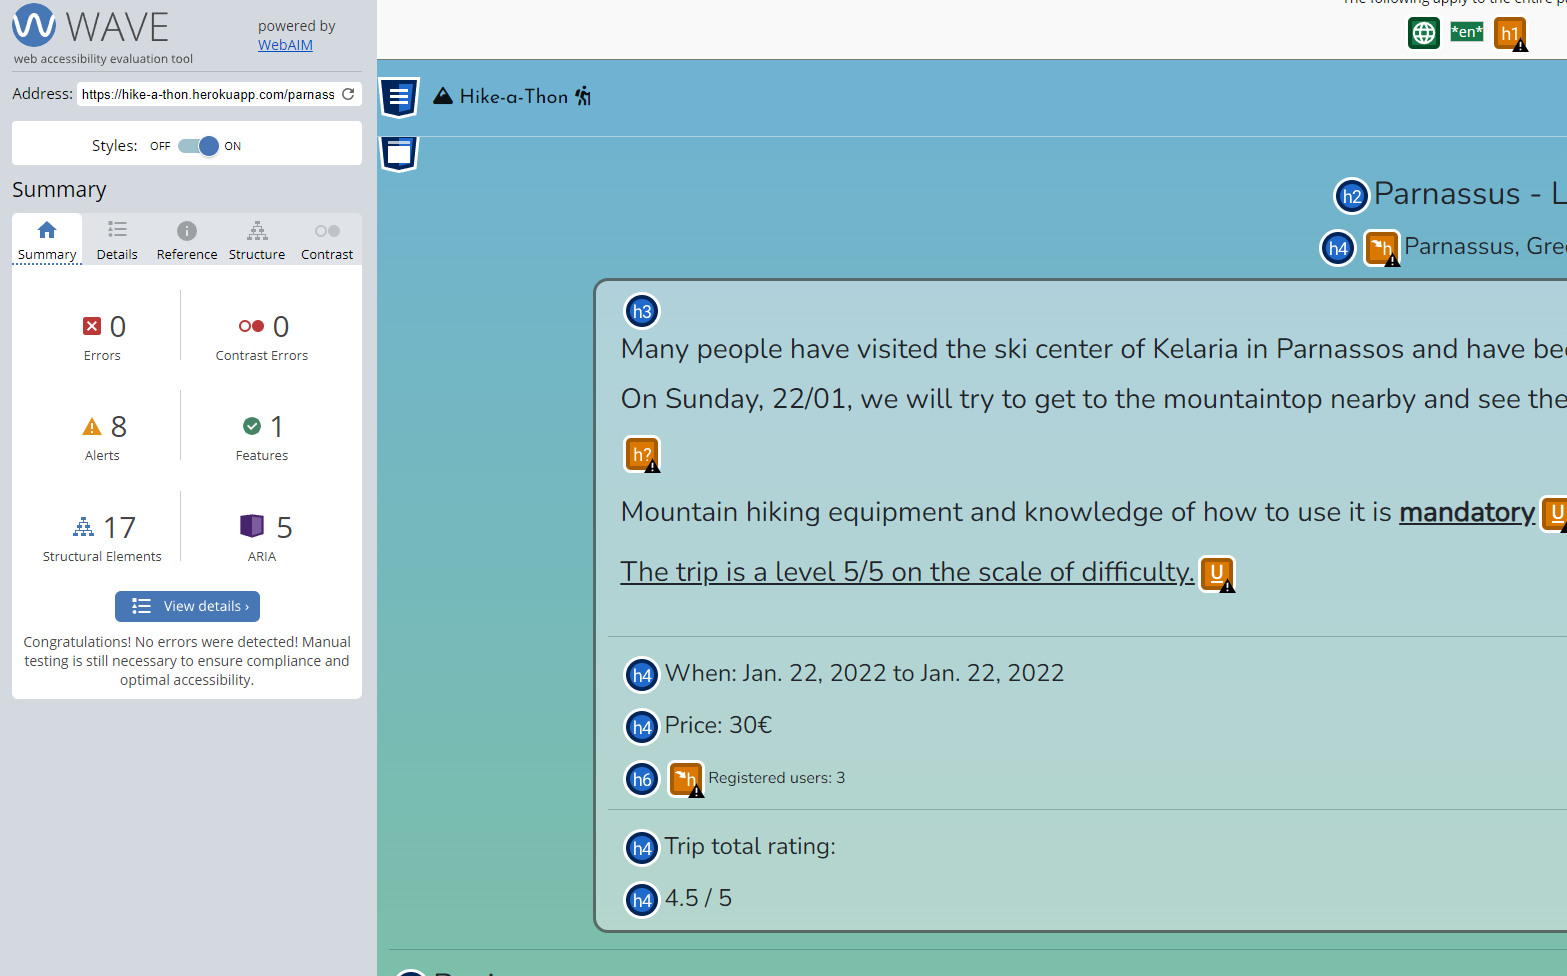 WAVE
powered by
WebAIM
web accessibility evaluation tool
Address: https://hike-a-thon.herokuapp.com/parnass
Styles: OFF ON
Summary
Summary Details Reference Structure Contrast
0 0
Errors Contrast Errors
8 1
Alerts Features
17 5
Structural Elements ARIA
View details ›
Congratulations! No errors were detected! Manual
testing is still necessary to ensure compliance and
optimal accessibility.
The following apply to the entire
*en* h1
Hike-a-Thon
h2 Parnassus - L
h4 h Parnassus, Gre
h3
Many people have visited the ski center of Kelaria in Parnassos and have be
On Sunday, 22/01, we will try to get to the mountaintop nearby and see the
h?
Mountain hiking equipment and knowledge of how to use it is mandatory U
The trip is a level 5/5 on the scale of difficulty. U
h4 When: Jan. 22, 2022 to Jan. 22, 2022
h4 Price: 30€
h6 h Registered users: 3
h4 Trip total rating:
h4 4.5 / 5